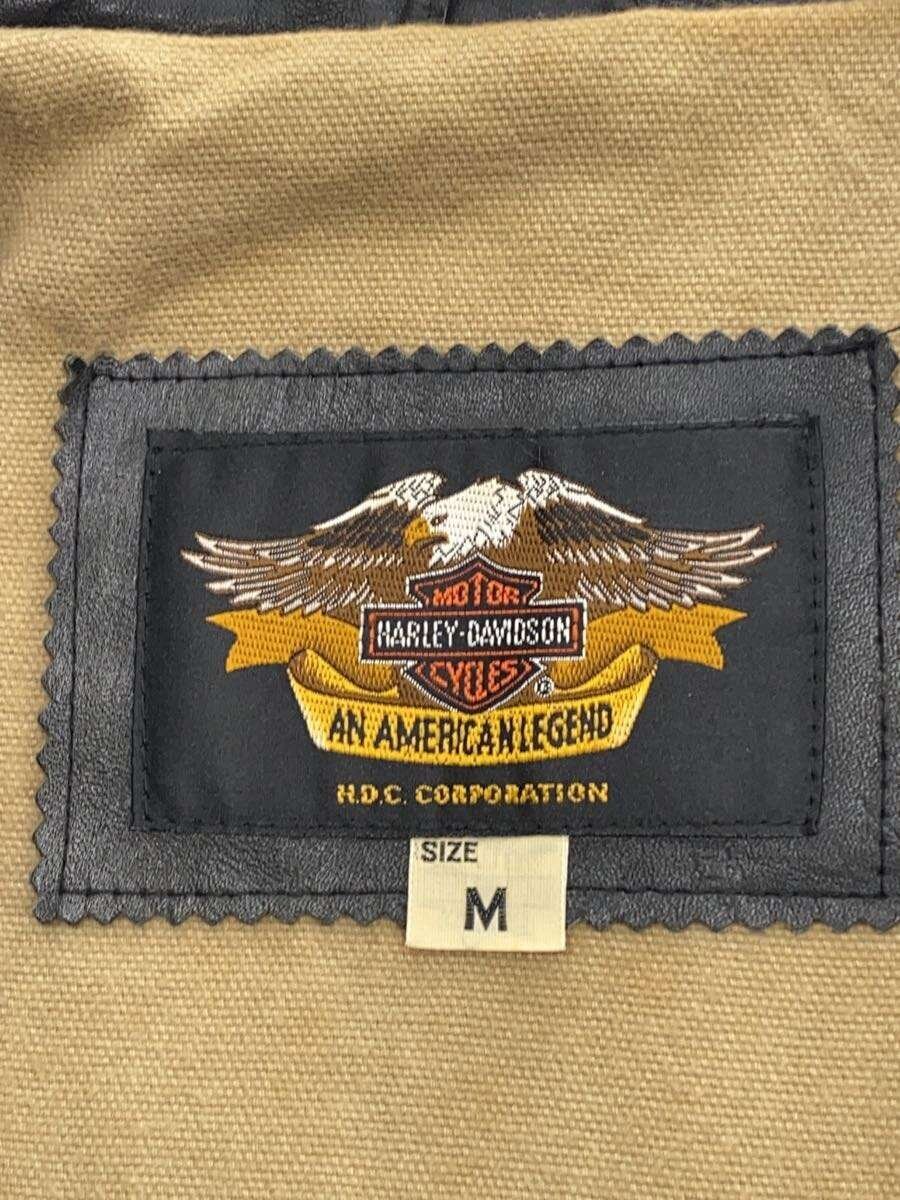 MOTOR
HARLEY-DAVIDSON
CYCLES
®
AN AMERICAN LEGEND
H.D.C. CORPORATION
SIZE
M